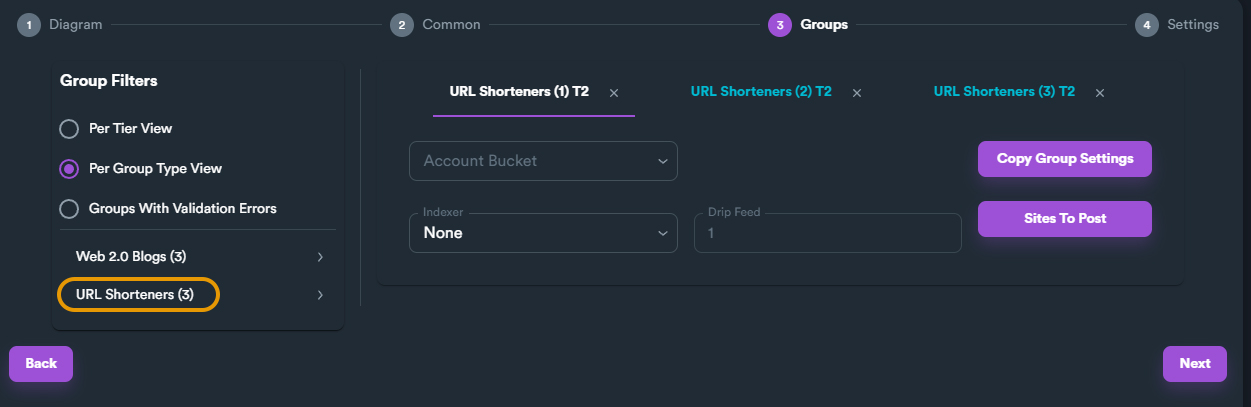 1 Diagram 2 Common 3 Groups 4 Settings
Group Filters
Per Tier View
Per Group Type View
Groups With Validation Errors
Web 2.0 Blogs (3)
URL Shorteners (3)
URL Shorteners (1) T2 × URL Shorteners (2) T2 × URL Shorteners (3) T2 ×
Account Bucket
Copy Group Settings
Indexer
None
Drip Feed
1
Sites To Post
Back
Next